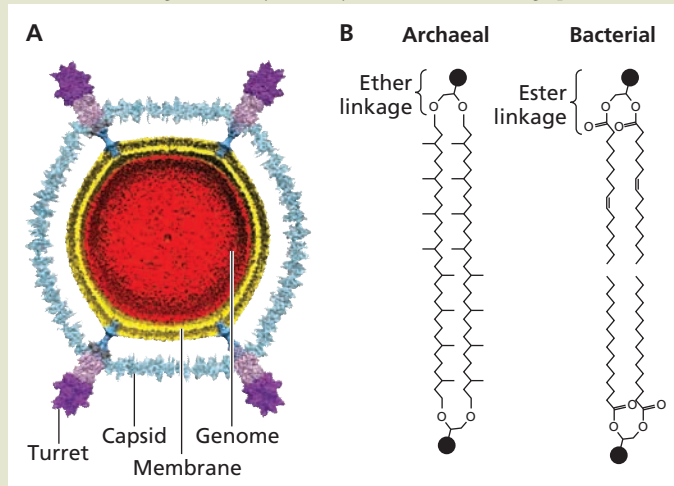 A
B
Archaeal
Bacterial
Ether
linkage
Ester
linkage
O
O
O
O
O
O
O
O
O
O
O
O
Turret
Capsid
Genome
Membrane